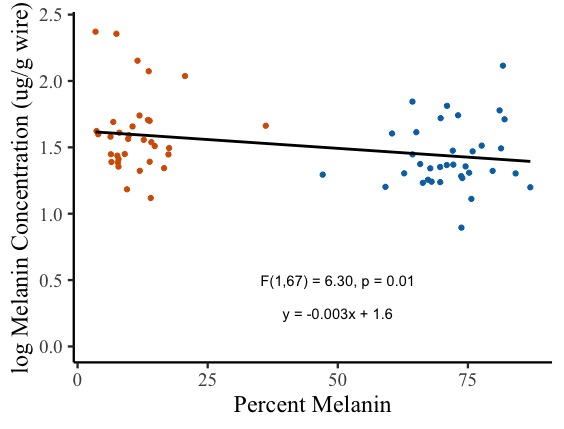 log Melanin Concentration (ug/g wire)
2.5
2.0
1.5
1.0
0.5
0.0
F(1,67) = 6.30, p = 0.01
y = -0.003x + 1.6
0 25 50 75
Percent Melanin